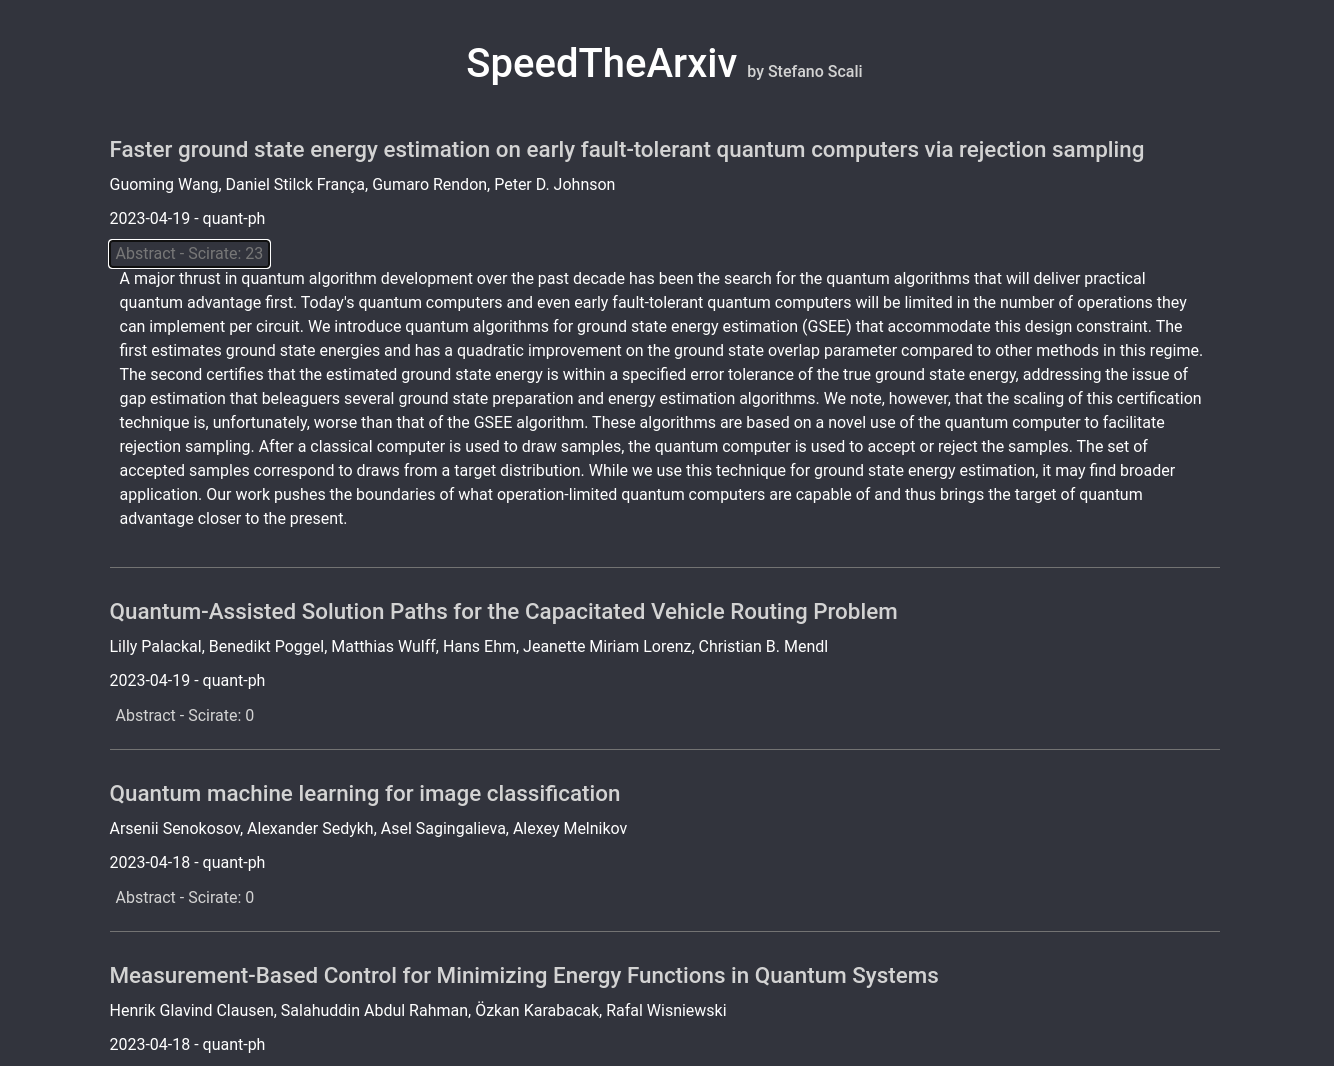 SpeedTheArxiv by Stefano Scali
Faster ground state energy estimation on early fault-tolerant quantum computers via rejection sampling
Guoming Wang, Daniel Stilck França, Gumaro Rendon, Peter D. Johnson
2023-04-19 - quant-ph
Abstract - Scirate: 23
A major thrust in quantum algorithm development over the past decade has been the search for the quantum algorithms that will deliver practical
quantum advantage first. Today's quantum computers and even early fault-tolerant quantum computers will be limited in the number of operations they
can implement per circuit. We introduce quantum algorithms for ground state energy estimation (GSEE) that accommodate this design constraint. The
first estimates ground state energies and has a quadratic improvement on the ground state overlap parameter compared to other methods in this regime.
The second certifies that the estimated ground state energy is within a specified error tolerance of the true ground state energy, addressing the issue of
gap estimation that beleaguers several ground state preparation and energy estimation algorithms. We note, however, that the scaling of this certification
technique is, unfortunately, worse than that of the GSEE algorithm. These algorithms are based on a novel use of the quantum computer to facilitate
rejection sampling. After a classical computer is used to draw samples, the quantum computer is used to accept or reject the samples. The set of
accepted samples correspond to draws from a target distribution. While we use this technique for ground state energy estimation, it may find broader
application. Our work pushes the boundaries of what operation-limited quantum computers are capable of and thus brings the target of quantum
advantage closer to the present.
Quantum-Assisted Solution Paths for the Capacitated Vehicle Routing Problem
Lilly Palackal, Benedikt Poggel, Matthias Wulff, Hans Ehm, Jeanette Miriam Lorenz, Christian B. Mendl
2023-04-19 - quant-ph
Abstract - Scirate: 0
Quantum machine learning for image classification
Arsenii Senokosov, Alexander Sedykh, Asel Sagingalieva, Alexey Melnikov
2023-04-18 - quant-ph
Abstract - Scirate: 0
Measurement-Based Control for Minimizing Energy Functions in Quantum Systems
Henrik Glavind Clausen, Salahuddin Abdul Rahman, Özkan Karabacak, Rafal Wisniewski
2023-04-18 - quant-ph